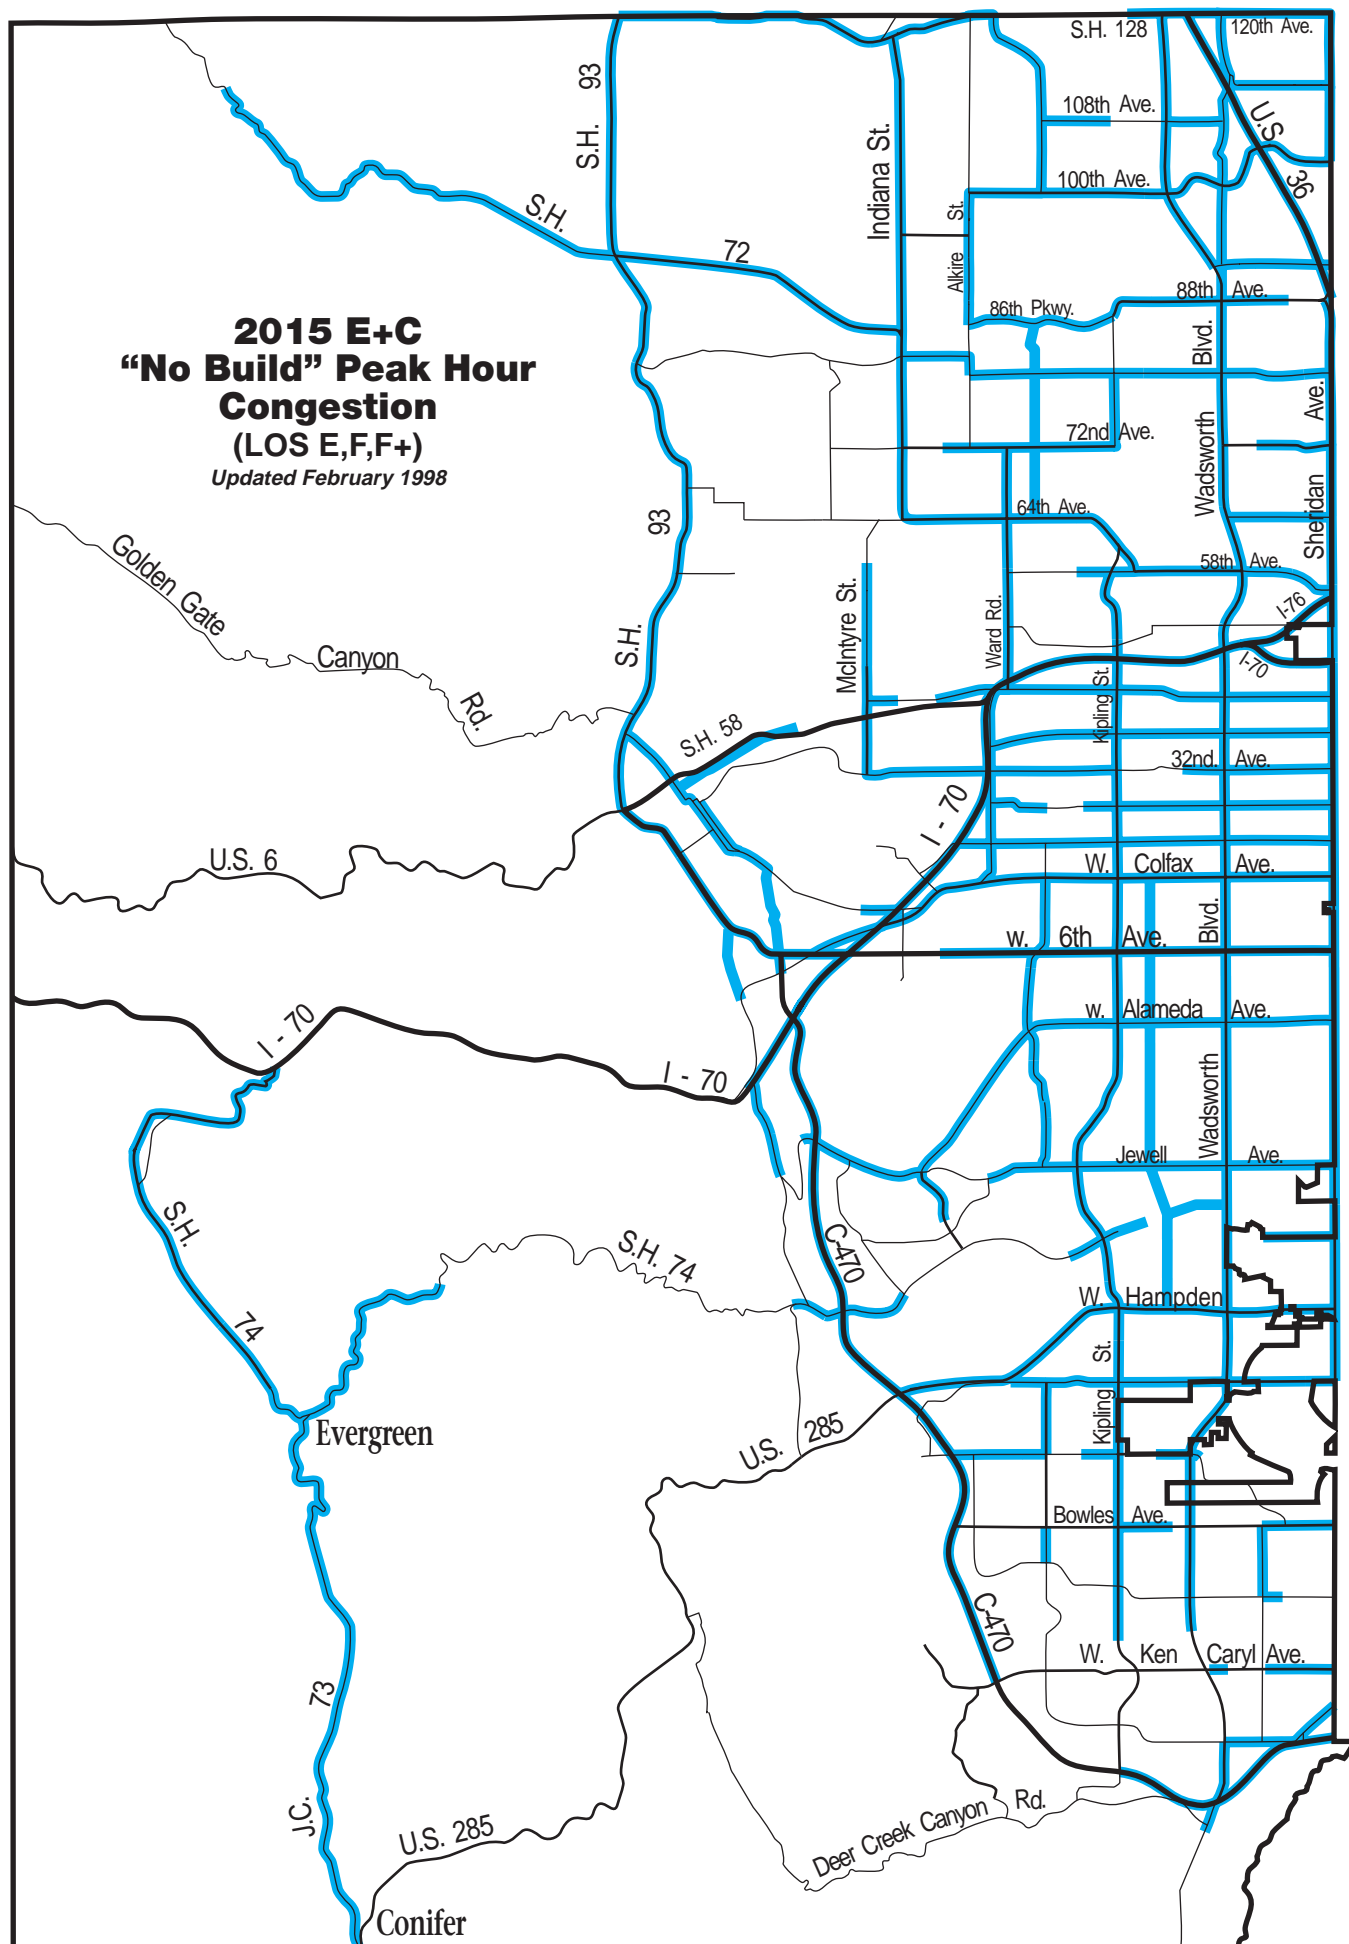 S.H. 128
120th Ave.
93
S.H.
108th Ave.
U.S
36
Indiana St.
100th Ave.
S.H.
72
Alkire St.
86th Pkwy.
88th Ave.
2015 E+C
“No Build” Peak Hour
Congestion
(LOS E,F,F+)
Updated February 1998
Wadsworth Blvd.
Sheridan Ave.
72nd Ave.
64th Ave.
93
S.H.
58th Ave.
Golden Gate
Canyon
Rd.
McIntyre St.
Ward Rd.
I-76
I-70
Kipling St.
S.H. 58
32nd. Ave.
I - 70
U.S. 6
W. Colfax Ave.
w. 6th Ave.
Blvd.
I - 70
w. Alameda Ave.
I - 70
Wadsworth
Jewell Ave.
S.H.
74
S.H. 74
C-470
W. Hampden
Kipling St.
Evergreen
U.S. 285
Bowles Ave.
C-470
W. Ken Caryl Ave.
73
J.C.
U.S. 285
Deer Creek Canyon Rd.
Conifer